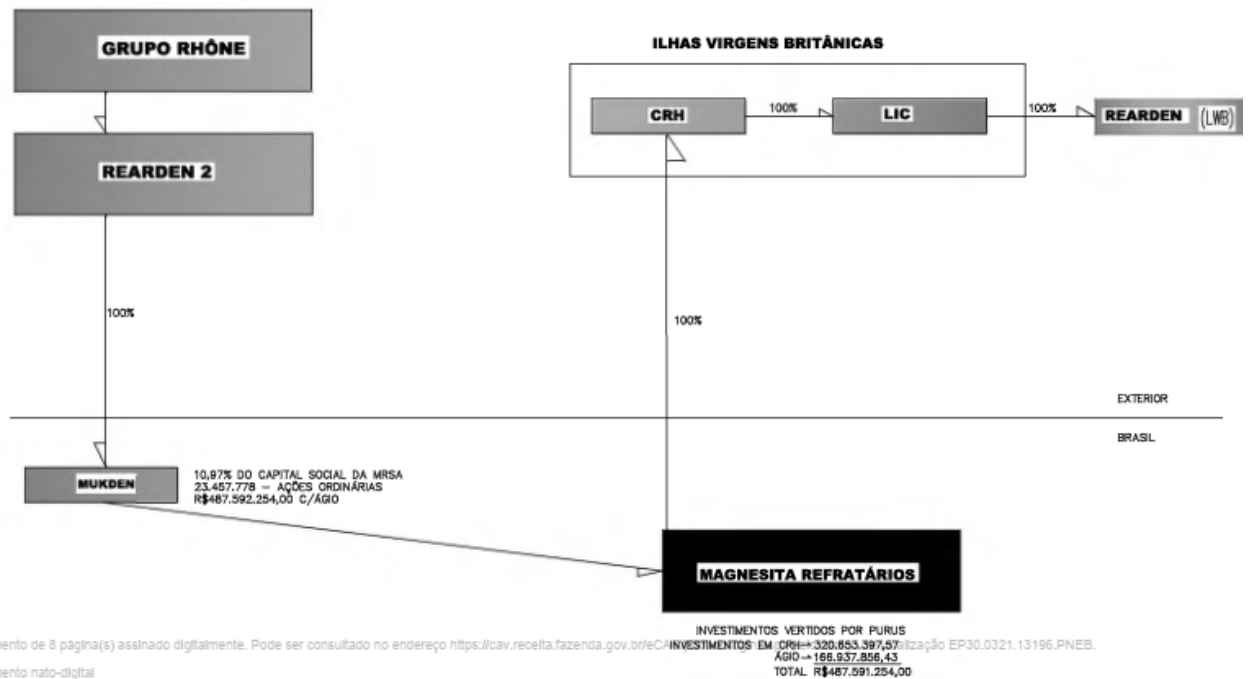 GRUPO RHÔNE
ILHAS VIRGENS BRITÂNICAS
CRH
100%
LIC
100%
REARDEN (LWB)
REARDEN 2
100%
100%
EXTERIOR
BRASIL
MUKDEN
10,97% DO CAPITAL SOCIAL DA MRSA
23.457.778 – AÇÕES ORDINÁRIAS
R$487.592.254,00 C/ÁGIO
MAGNESITA REFRATÁRIOS
INVESTIMENTOS VERTIDOS POR PURUS
ento de 8 página(s) assinado digitalmente. Pode ser consultado no endereço https://cav.receita.fazenda.gov.br/eCA
INVESTIMENTOS EM CRH→320.653.397,57
alização EP30.0321.13196.PNEB.
ÁGIO→166.937.856,43
ento nato-digital
TOTAL R$487.591.254,00